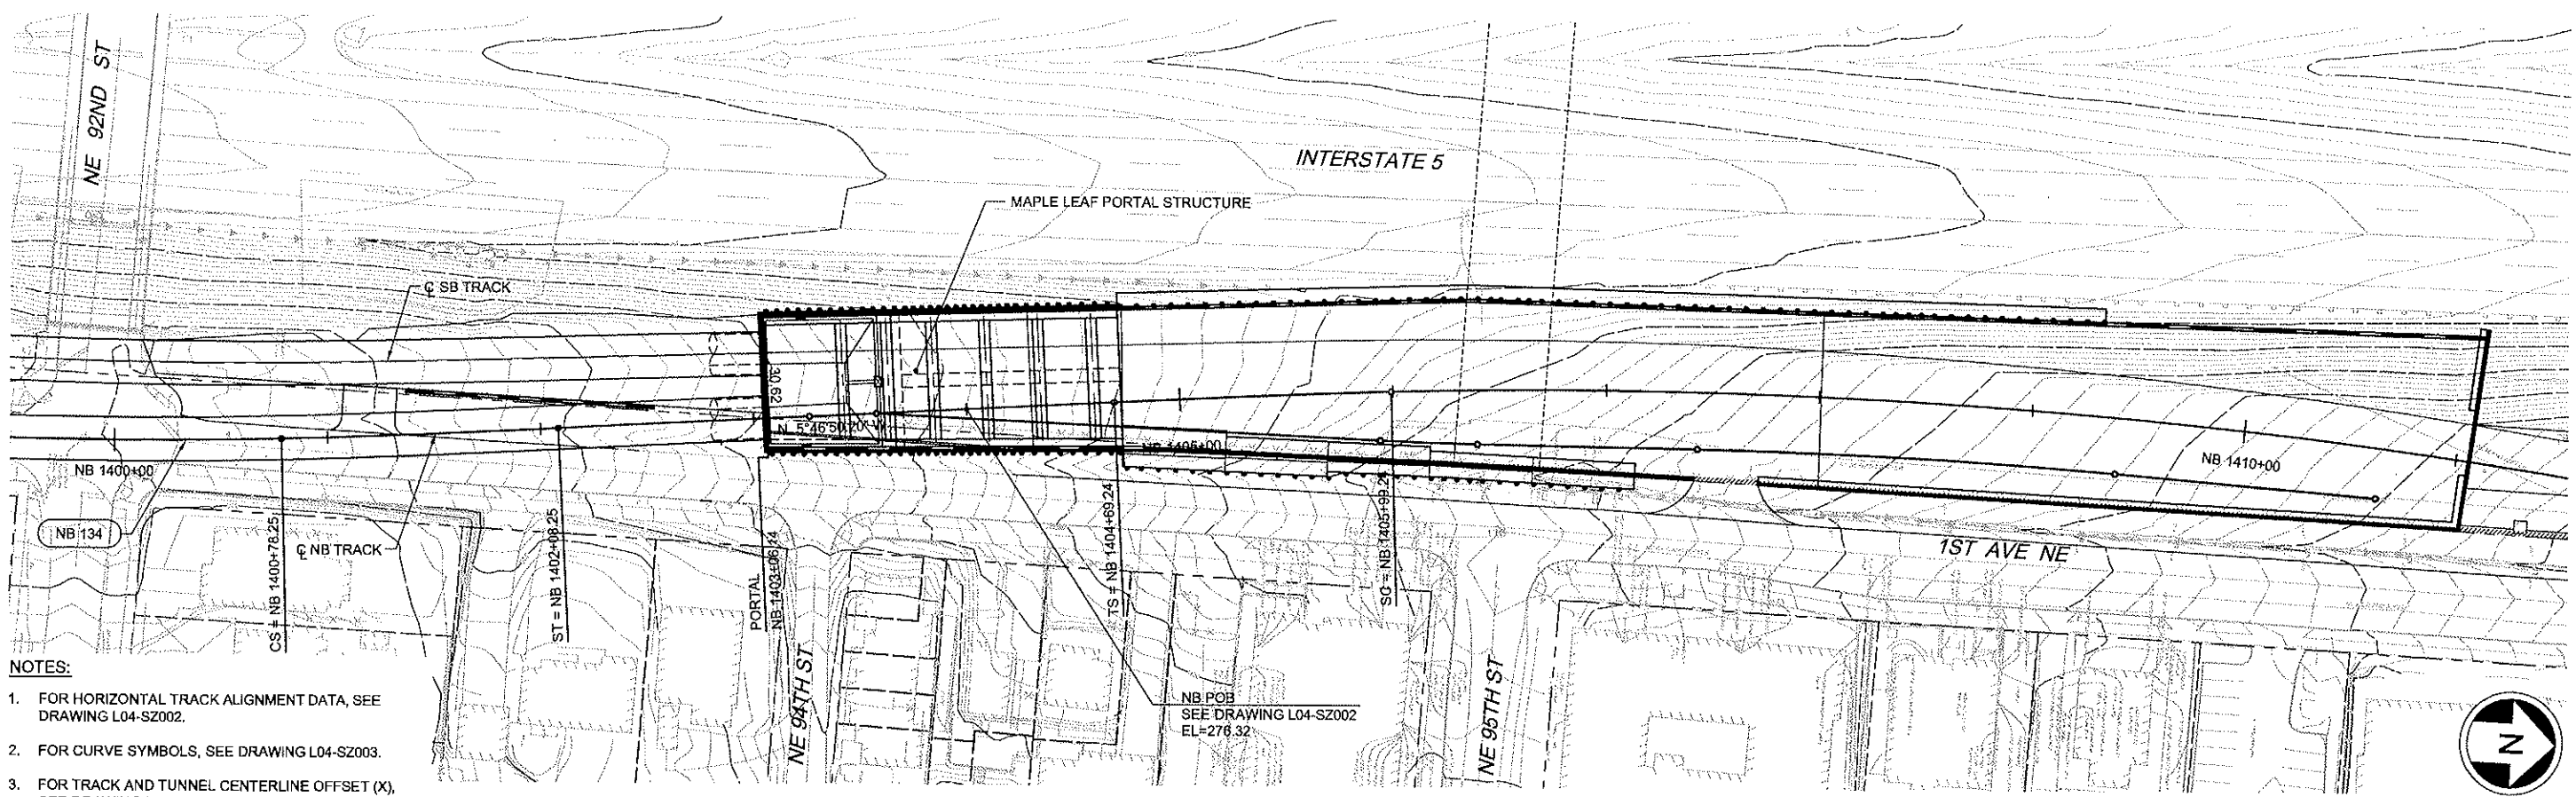 NE 92ND ST
INTERSTATE 5
MAPLE LEAF PORTAL STRUCTURE
℄ SB TRACK
30.62
N 5°46'50.70" W
NB 1405+00
NB 1400+00
NB 1410+00
NB 134
℄ NB TRACK
CS = NB 1400+78.25
ST = NB 1402+08.25
PORTAL
NB 1403+06.14
TS = NB 1404+69.24
SC = NB 1405+99.24
1ST AVE NE
NE 94TH ST
NE 95TH ST
NB POB
SEE DRAWING L04-SZ002
EL=276.32
NOTES:
1. FOR HORIZONTAL TRACK ALIGNMENT DATA, SEE
DRAWING L04-SZ002.
2. FOR CURVE SYMBOLS, SEE DRAWING L04-SZ003.
3. FOR TRACK AND TUNNEL CENTERLINE OFFSET (X),
N